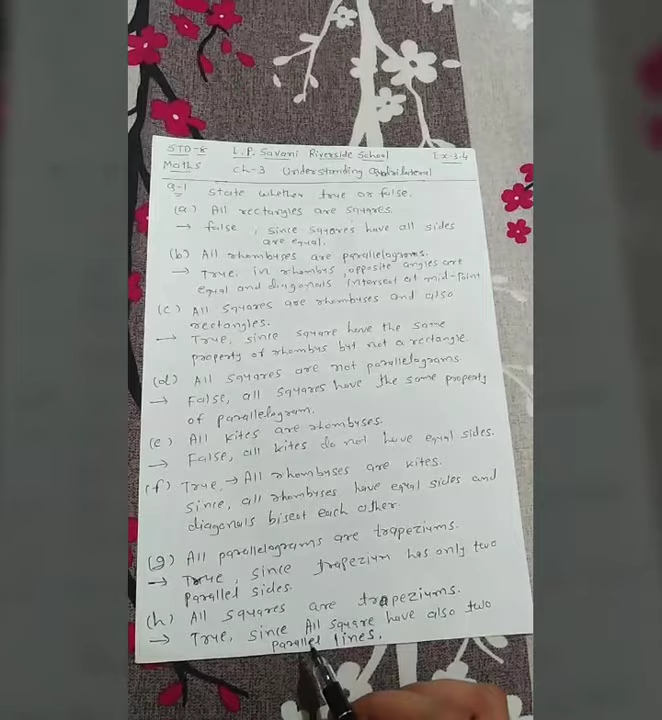 STD-8 L.P. Savani Riverside School Ex-3.4
Maths Ch-3 Understanding Quadrilateral
Q-1 State whether true or false.
(a) All rectangles are squares.
→ false, since squares have all sides
are equal.
(b) All rhombuses are parallelograms.
→ True, in rhombus, opposite angles are
equal and diagonals intersect at mid-point
(c) All squares are rhombuses and also
rectangles.
→ True, since square have the same
property of rhombus but not a rectangle.
(d) All squares are not parallelograms.
→ False, all squares have the same property
of parallelogram.
(e) All kites are rhombuses.
→ False, all kites do not have equal sides.
(f) True, → All rhombuses are kites.
since, all rhombuses have equal sides and
diagonals bisect each other.
(g) All parallelograms are trapeziums.
→ True, since trapezium has only two
parallel sides.
(h) All squares are trapeziums.
→ True, since All square have also two
parallel lines.